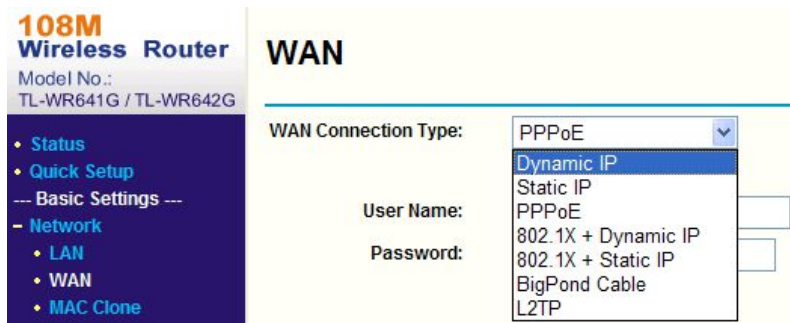 108M
Wireless Router
Model No.:
TL-WR641G / TL-WR642G
• Status
• Quick Setup
--- Basic Settings ---
– Network
• LAN
• WAN
• MAC Clone
WAN
WAN Connection Type:
PPPoE
Dynamic IP
Static IP
PPPoE
802.1X + Dynamic IP
802.1X + Static IP
BigPond Cable
L2TP
User Name:
Password: